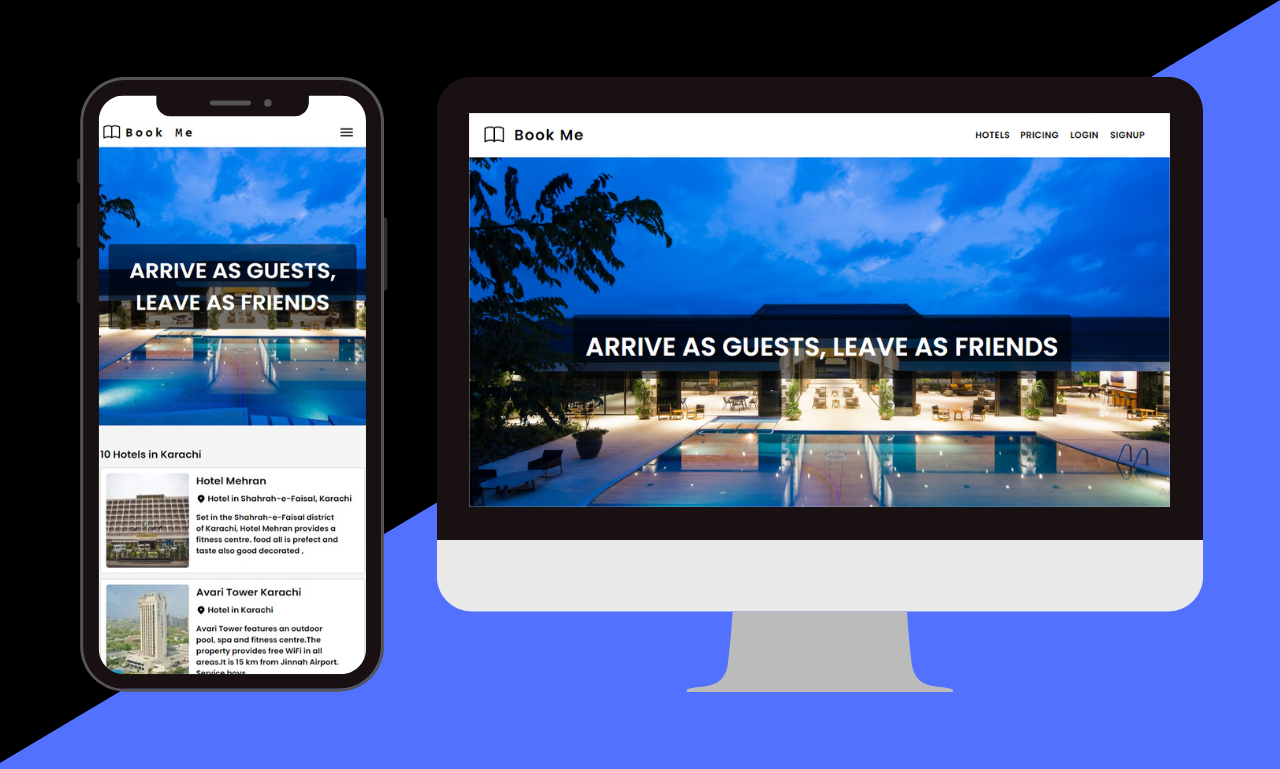 Book Me
ARRIVE AS GUESTS,
LEAVE AS FRIENDS
10 Hotels in Karachi
Hotel Mehran
Hotel in Shahrah-e-Faisal, Karachi
Set in the Shahrah-e-Faisal district
of Karachi, Hotel Mehran provides a
fitness centre. food all is prefect and
taste also good decorated ,
Avari Tower Karachi
Hotel in Karachi
Avari Tower features an outdoor
pool, spa and fitness centre.The
property provides free WiFi in all
areas.It is 15 km from Jinnah Airport.
Service boys
Book Me
HOTELS PRICING LOGIN SIGNUP
ARRIVE AS GUESTS, LEAVE AS FRIENDS